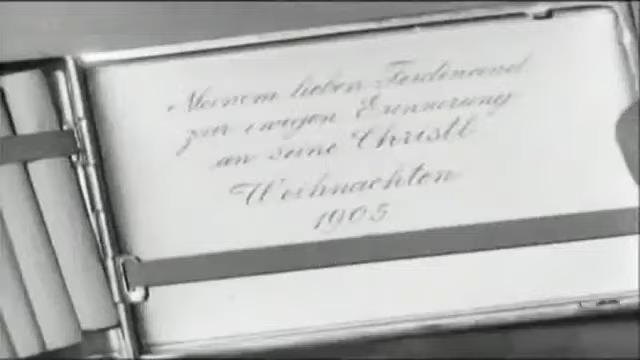 Meinem lieben Ferdinand
zur ewigen Erinnerung
an seine Christl
Weihnachten
1905